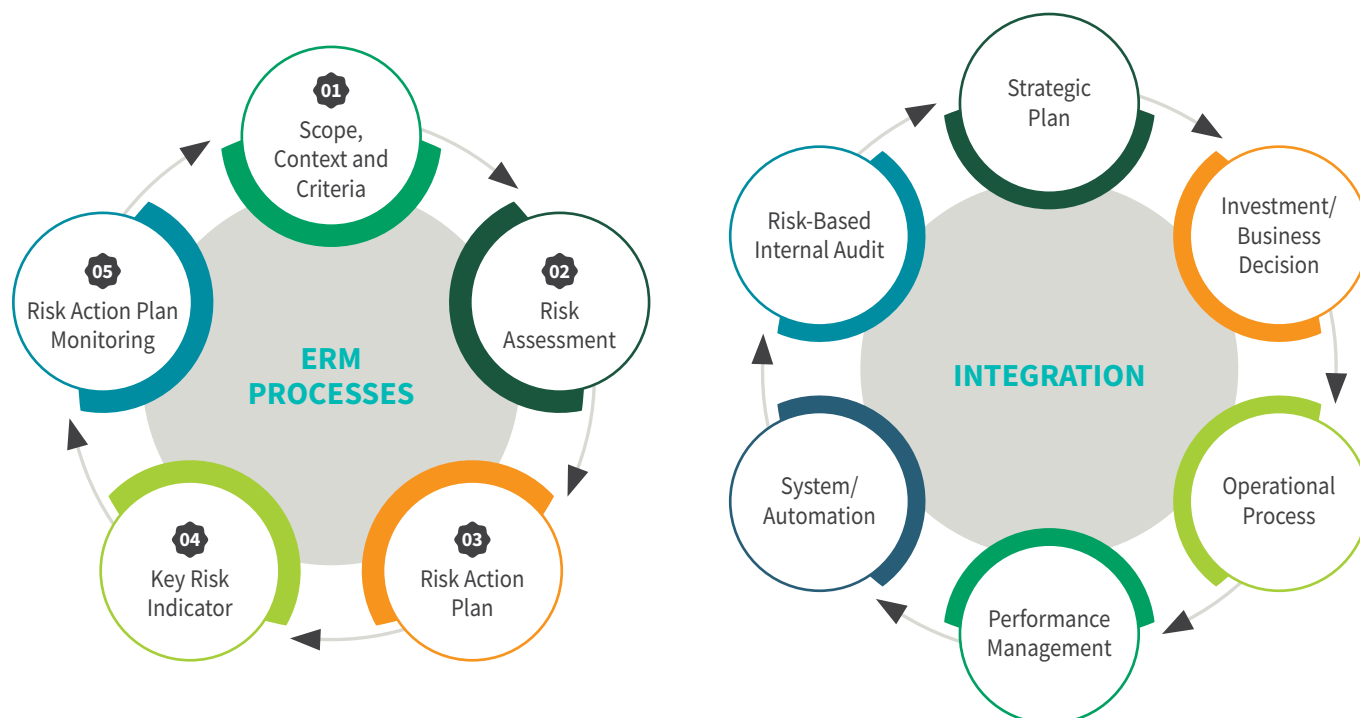 01
Scope,
Context and
Criteria
02
Risk
Assessment
03
Risk Action
Plan
04
Key Risk
Indicator
05
Risk Action Plan
Monitoring
ERM
PROCESSES
Strategic
Plan
Investment/
Business
Decision
Operational
Process
Performance
Management
System/
Automation
Risk-Based
Internal Audit
INTEGRATION